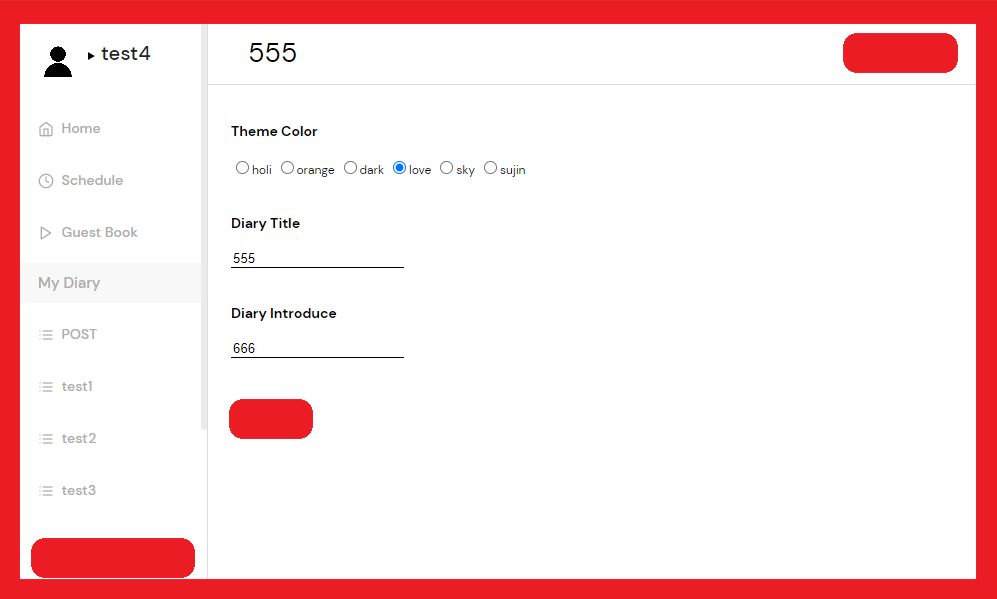 test4
Home
Schedule
Guest Book
My Diary
POST
test1
test2
test3
555
Theme Color
holi orange dark love sky sujin
Diary Title
555
Diary Introduce
666